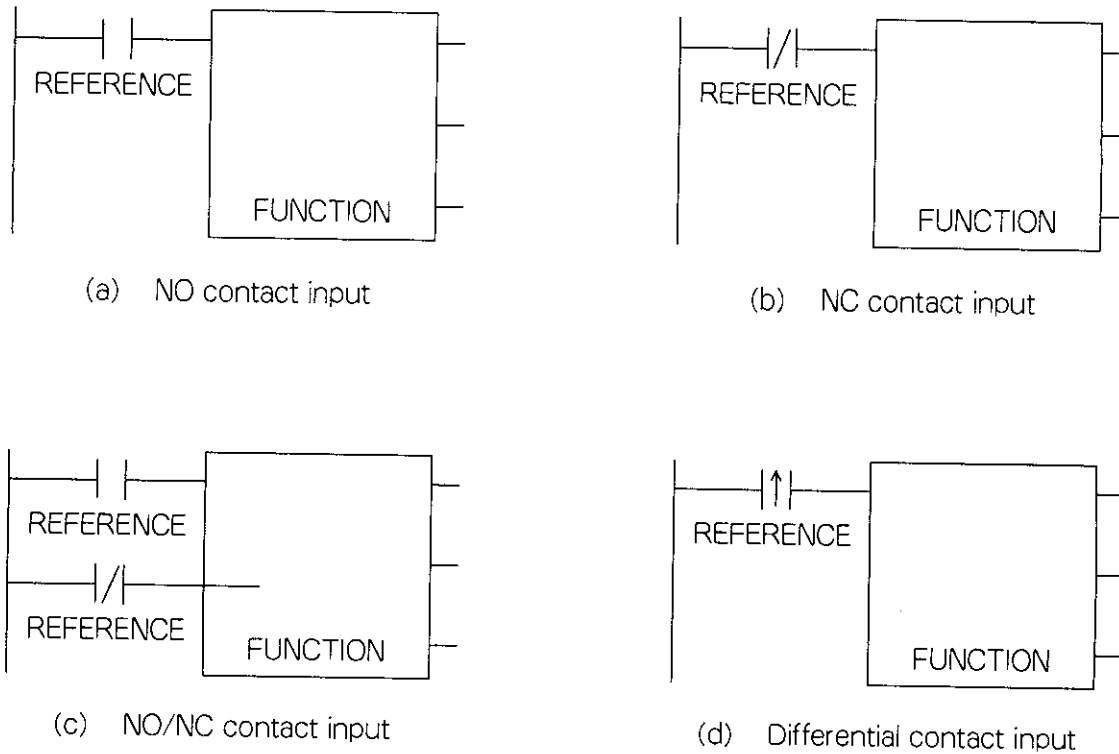 REFERENCE
FUNCTION
(a) NO contact input
REFERENCE
FUNCTION
(b) NC contact input
REFERENCE
REFERENCE
FUNCTION
(c) NO/NC contact input
REFERENCE
FUNCTION
(d) Differential contact input